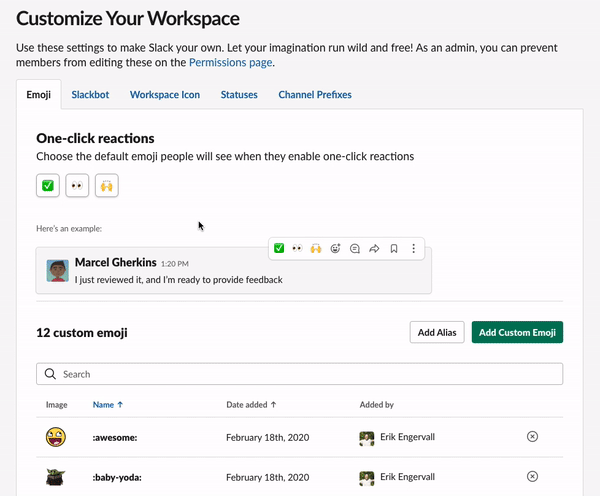 Customize Your Workspace
Use these settings to make Slack your own. Let your imagination run wild and free! As an admin, you can prevent
members from editing these on the Permissions page.
Emoji Slackbot Workspace Icon Statuses Channel Prefixes
One-click reactions
Choose the default emoji people will see when they enable one-click reactions
Here's an example:
Marcel Gherkins 1:20 PM
I just reviewed it, and I'm ready to provide feedback
12 custom emoji Add Alias Add Custom Emoji
Search
Image Name ↑ Date added ↑ Added by
:awesome: February 18th, 2020 Erik Engervall
:baby-yoda: February 18th, 2020 Erik Engervall